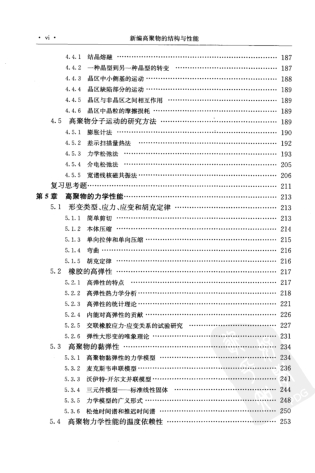 · vi · 新编高聚物的结构与性能
4.4.1 结晶熔融 187
4.4.2 一种晶型到另一种晶型的转变 188
4.4.3 晶区中小侧基的运动 189
4.4.4 晶区缺陷部分的运动 189
4.4.5 晶区与非晶区之间相互作用 189
4.4.6 晶区中晶粒的摩擦损耗 189
4.5 高聚物分子运动的研究方法 189
4.5.1 膨胀计法 190
4.5.2 差示扫描量热法 192
4.5.3 力学松弛法 193
4.5.4 介电松弛法 205
4.5.5 宽谱线核磁共振法 206
复习思考题 211
第5章 高聚物的力学性能 213
5.1 形变类型、应力、应变和胡克定律 213
5.1.1 简单剪切 213
5.1.2 本体压缩 214
5.1.3 单向拉伸和单向压缩 215
5.1.4 弯曲 215
5.1.5 胡克定律 216
5.2 橡胶的高弹性 217
5.2.1 高弹性的特点 217
5.2.2 高弹性热力学分析 218
5.2.3 高弹性的统计理论 221
5.2.4 内能对高弹性的贡献 226
5.2.5 交联橡胶应力-应变关系的试验研究 227
5.2.6 弹性大形变的唯象理论 231
5.3 高聚物的黏弹性 234
5.3.1 高聚物黏弹性的力学模型 234
5.3.2 麦克斯韦串联模型 236
5.3.3 沃伊特-开尔文并联模型 241
5.3.4 三元件模型——标准线性固体 244
5.3.5 力学模型的广义形式 248
5.3.6 松弛时间谱和推迟时间谱 250
5.4 高聚物力学性能的温度依赖性 253